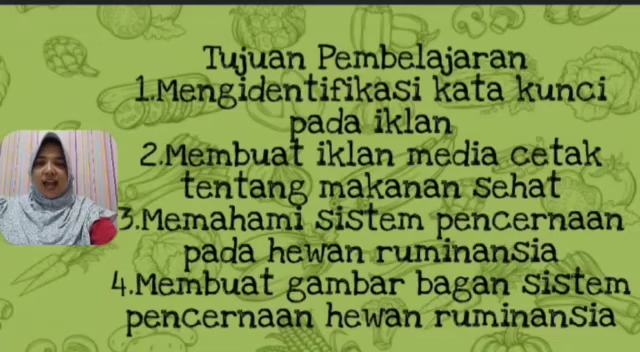 Tujuan Pembelajaran
1.Mengidentifikasi kata kunci
pada iklan
2.Membuat iklan media cetak
tentang makanan sehat
3.Memahami sistem pencernaan
pada hewan ruminansia
4.Membuat gambar bagan sistem
pencernaan hewan ruminansia